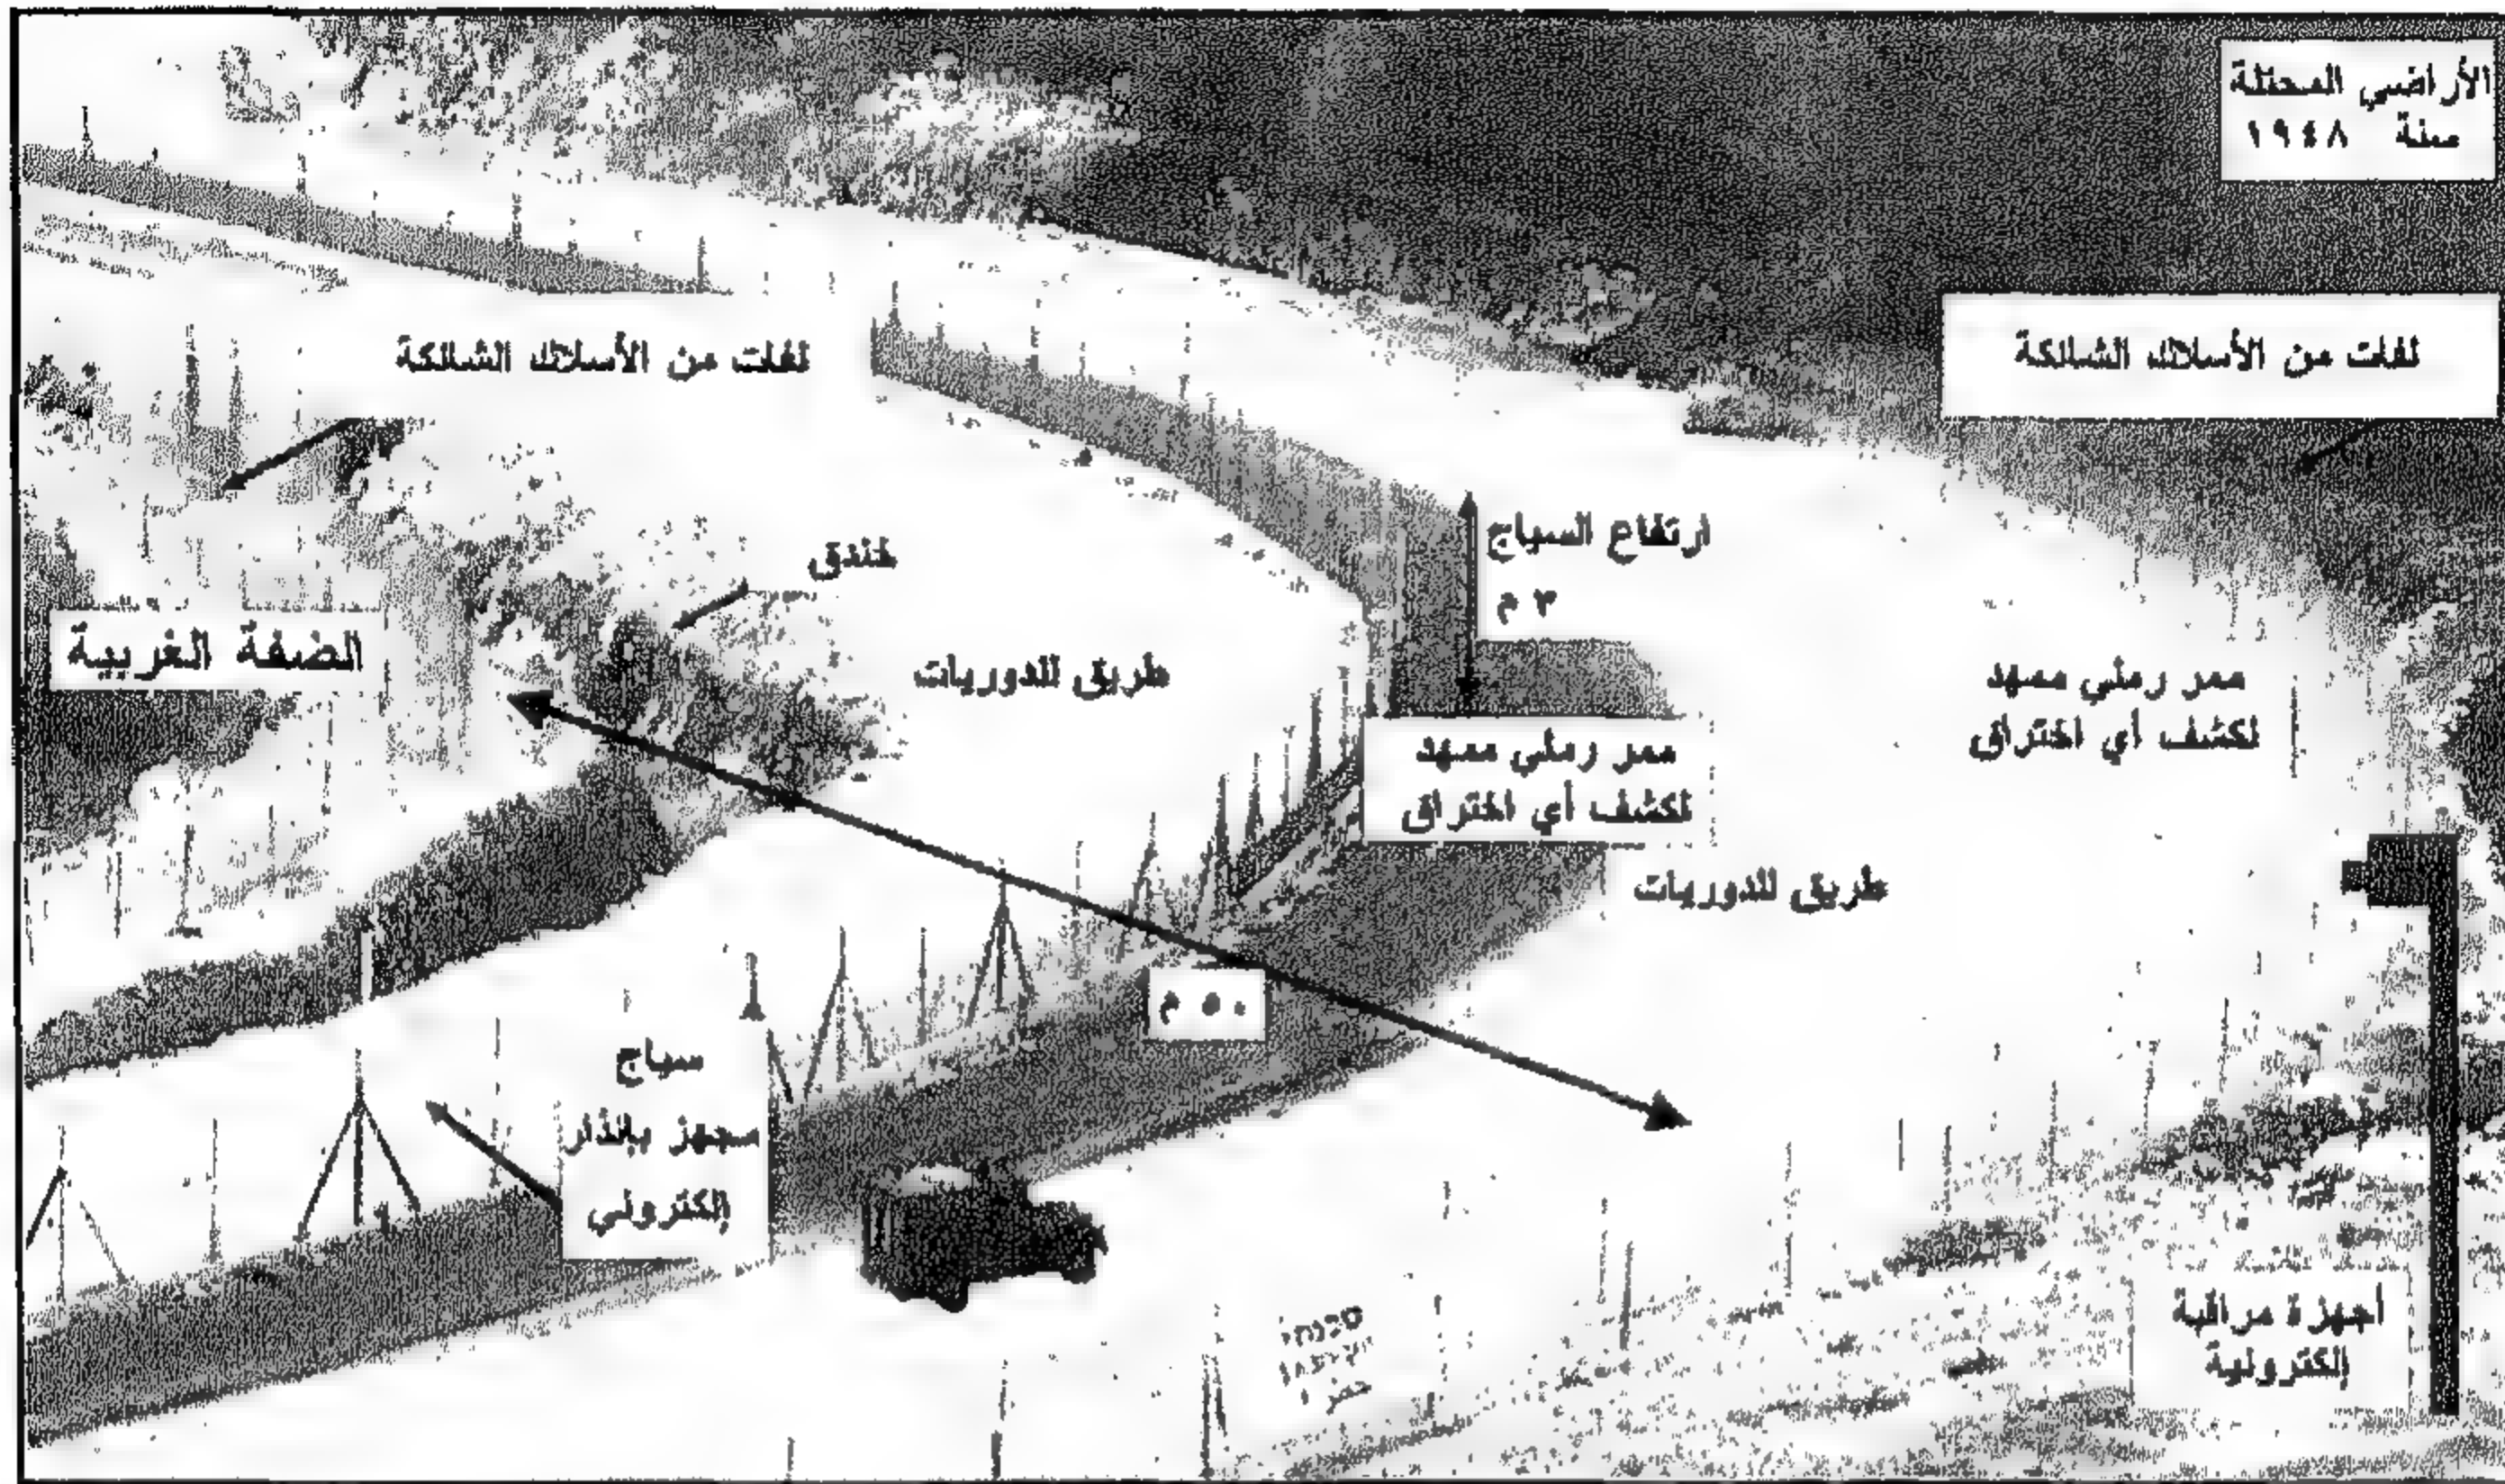 الأراضي المحتلة
سنة ١٩٤٨
لفات من الأسلاك الشائكة
لفات من الأسلاك الشائكة
ارتفاع السياج
٣ م
خندق
الضفة الغربية
طريق للدوريات
ممر رملي ممهد
لكشف أي اختراق
ممر رملي ممهد
لكشف أي اختراق
طريق للدوريات
٥٠ م
سياج
مجهز بإنذار
إلكتروني
أجهزة مراقبة
إلكترونية